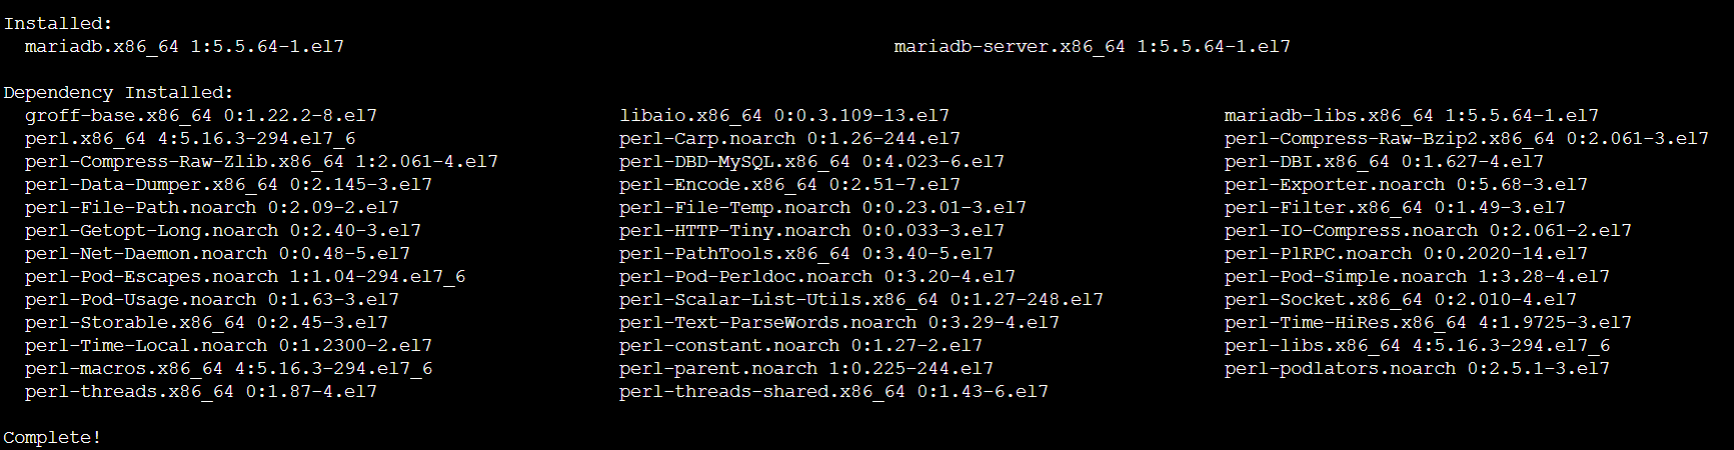 Installed:
mariadb.x86_64 1:5.5.64-1.el7 mariadb-server.x86_64 1:5.5.64-1.el7
Dependency Installed:
groff-base.x86_64 0:1.22.2-8.el7 libaio.x86_64 0:0.3.109-13.el7 mariadb-libs.x86_64 1:5.5.64-1.el7
perl.x86_64 4:5.16.3-294.el7_6 perl-Carp.noarch 0:1.26-244.el7 perl-Compress-Raw-Bzip2.x86_64 0:2.061-3.el7
perl-Compress-Raw-Zlib.x86_64 1:2.061-4.el7 perl-DBD-MySQL.x86_64 0:4.023-6.el7 perl-DBI.x86_64 0:1.627-4.el7
perl-Data-Dumper.x86_64 0:2.145-3.el7 perl-Encode.x86_64 0:2.51-7.el7 perl-Exporter.noarch 0:5.68-3.el7
perl-File-Path.noarch 0:2.09-2.el7 perl-File-Temp.noarch 0:0.23.01-3.el7 perl-Filter.x86_64 0:1.49-3.el7
perl-Getopt-Long.noarch 0:2.40-3.el7 perl-HTTP-Tiny.noarch 0:0.033-3.el7 perl-IO-Compress.noarch 0:2.061-2.el7
perl-Net-Daemon.noarch 0:0.48-5.el7 perl-PathTools.x86_64 0:3.40-5.el7 perl-PlRPC.noarch 0:0.2020-14.el7
perl-Pod-Escapes.noarch 1:1.04-294.el7_6 perl-Pod-Perldoc.noarch 0:3.20-4.el7 perl-Pod-Simple.noarch 1:3.28-4.el7
perl-Pod-Usage.noarch 0:1.63-3.el7 perl-Scalar-List-Utils.x86_64 0:1.27-248.el7 perl-Socket.x86_64 0:2.010-4.el7
perl-Storable.x86_64 0:2.45-3.el7 perl-Text-ParseWords.noarch 0:3.29-4.el7 perl-Time-HiRes.x86_64 4:1.9725-3.el7
perl-Time-Local.noarch 0:1.2300-2.el7 perl-constant.noarch 0:1.27-2.el7 perl-libs.x86_64 4:5.16.3-294.el7_6
perl-macros.x86_64 4:5.16.3-294.el7_6 perl-parent.noarch 1:0.225-244.el7 perl-podlators.noarch 0:2.5.1-3.el7
perl-threads.x86_64 0:1.87-4.el7 perl-threads-shared.x86_64 0:1.43-6.el7
Complete!